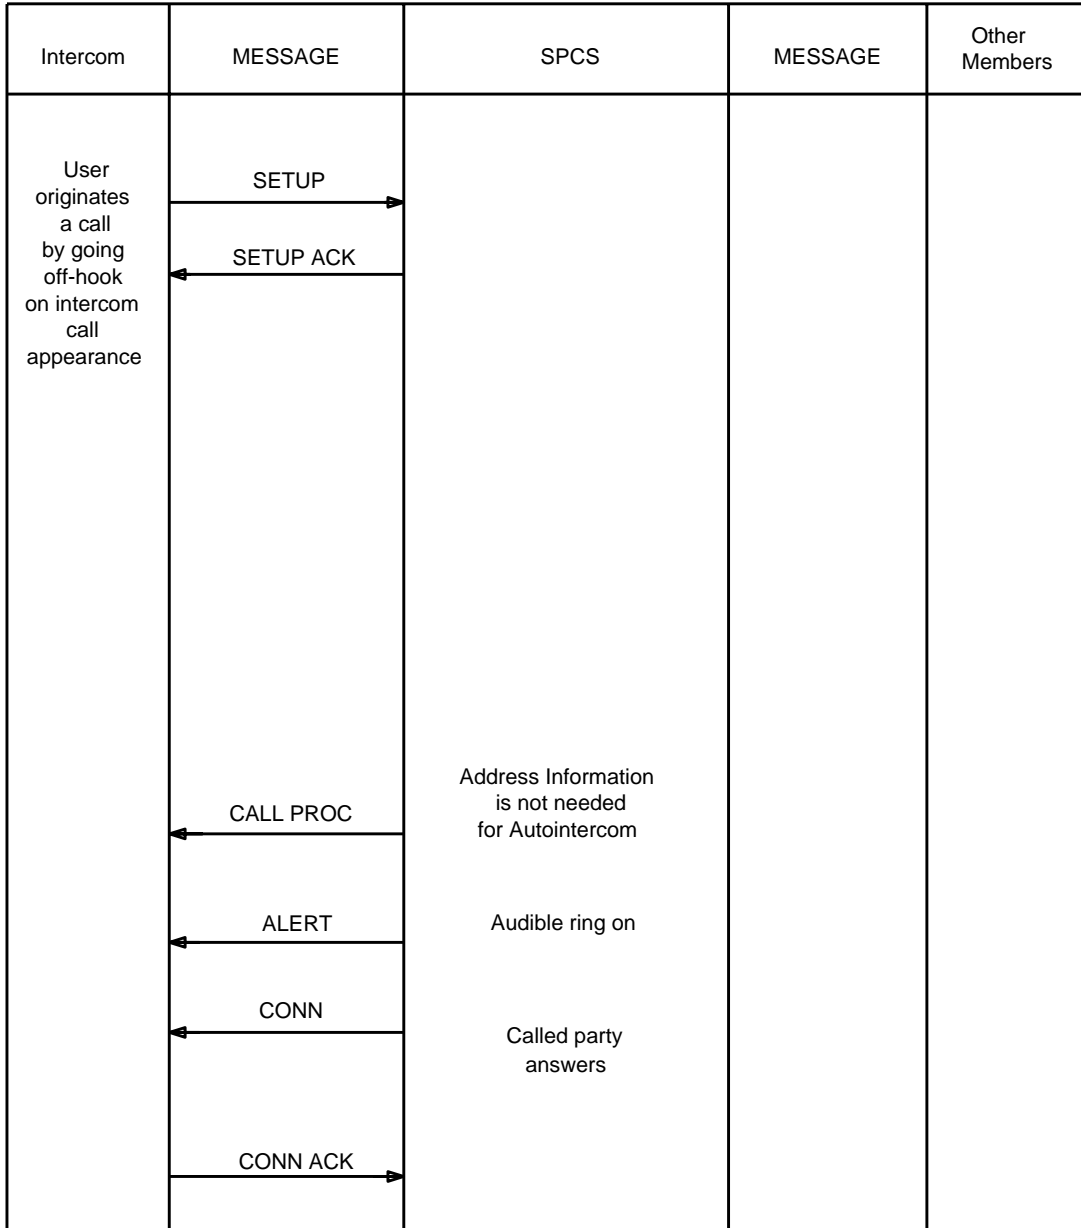 Intercom
MESSAGE
SPCS
MESSAGE
Other
Members
User
originates
a call
by going
off-hook
on intercom
call
appearance
SETUP
SETUP ACK
CALL PROC
Address Information
is not needed
for Autointercom
ALERT
Audible ring on
CONN
Called party
answers
CONN ACK